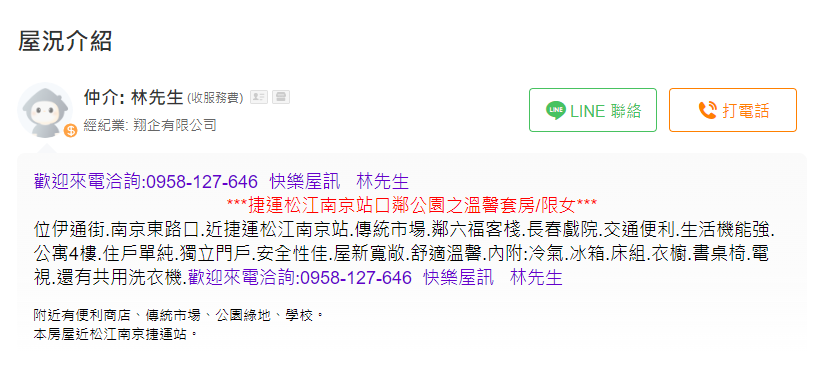 屋況介紹
仲介: 林先生 (收服務費)
LINE 聯絡
打電話
經紀業: 翔企有限公司
歡迎來電洽詢:0958-127-646 快樂屋訊 林先生
***捷運松江南京站口鄰公園之溫馨套房/限女***
位伊通街.南京東路口.近捷運松江南京站.傳統市場.鄰六福客棧.長春戲院.交通便利.生活機能強.
公寓4樓.住戶單純.獨立門戶.安全性佳.屋新寬敞.舒適溫馨.內附:冷氣.冰箱.床組.衣櫥.書桌椅.電
視.還有共用洗衣機.歡迎來電洽詢:0958-127-646 快樂屋訊 林先生
附近有便利商店、傳統市場、公園綠地、學校。
本房屋近松江南京捷運站。